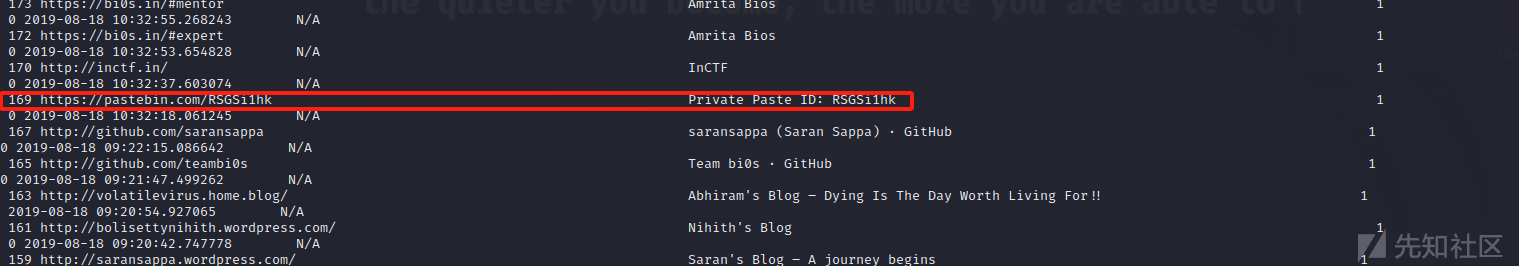 173 https://bi0s.in/#mentor Amrita Bios 1
0 2019-08-18 10:32:55.268243 N/A
172 https://bi0s.in/#expert Amrita Bios 1
0 2019-08-18 10:32:53.654828 N/A
170 http://inctf.in/ InCTF 1
0 2019-08-18 10:32:37.603074 N/A
169 https://pastebin.com/RSGSi1hk Private Paste ID: RSGSi1hk 1
0 2019-08-18 10:32:18.061245 N/A
167 http://github.com/saransappa saransappa (Saran Sappa) · GitHub 1
0 2019-08-18 09:22:15.086642 N/A
165 http://github.com/teambi0s Team bi0s · GitHub 1
0 2019-08-18 09:21:47.499262 N/A
163 http://volatilevirus.home.blog/ Abhiram's Blog – Dying Is The Day Worth Living For!! 1
2019-08-18 09:20:54.927065 N/A
161 http://bolisettynihith.wordpress.com/ Nihith's Blog 1
0 2019-08-18 09:20:42.747778 N/A
159 http://saransappa.wordpress.com/ Saran's Blog – A journey begins 1
the quieter you the more you are able to
先知社区